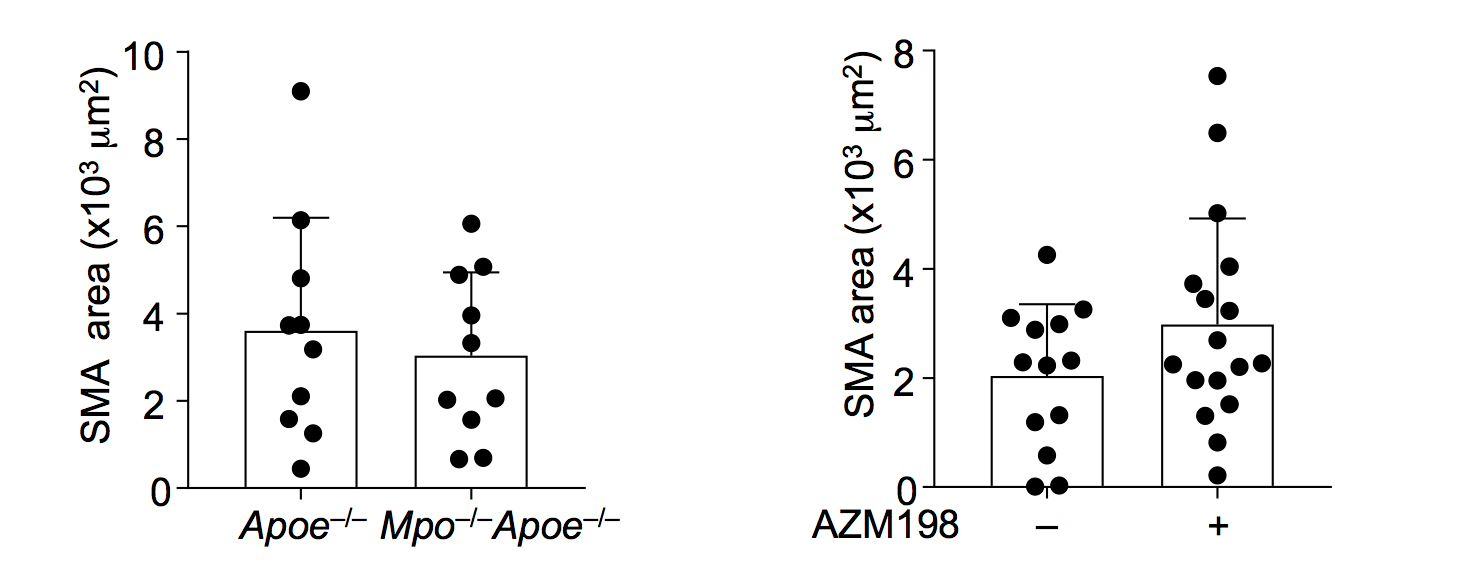 SMA area (x10³ µm²)
10
8
6
4
2
0
Apoe⁻/⁻ Mpo⁻/⁻Apoe⁻/⁻
SMA area (x10³ µm²)
8
6
4
2
0
AZM198 – +